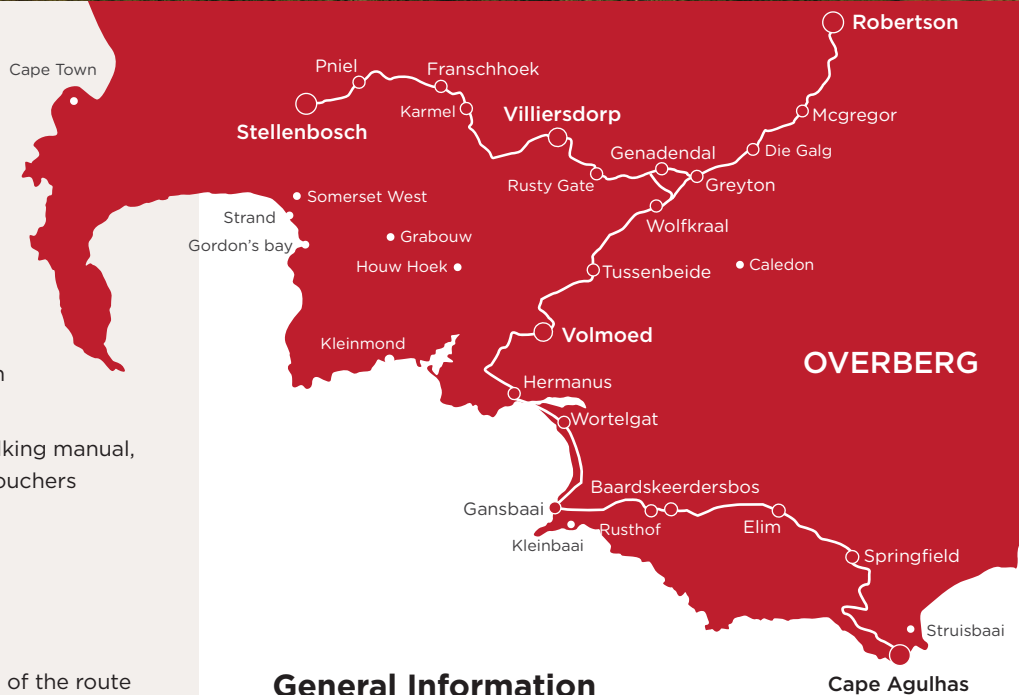 Robertson
Cape Town
Pniel
Franschhoek
Karmel
Villiersdorp
Mcgregor
Stellenbosch
Genadendal
Die Galg
Rusty Gate
Greyton
Somerset West
Strand
Wolfkraal
Grabouw
Gordon's bay
Houw Hoek
Tussenbeide
Caledon
Volmoed
Kleinmond
OVERBERG
n
Hermanus
Wortelgat
lking manual,
ouchers
Baardskeerdersbos
Gansbaai
Rusthof
Elim
Kleinbaai
Springfield
Struisbaai
of the route
General Information
Cape Agulhas